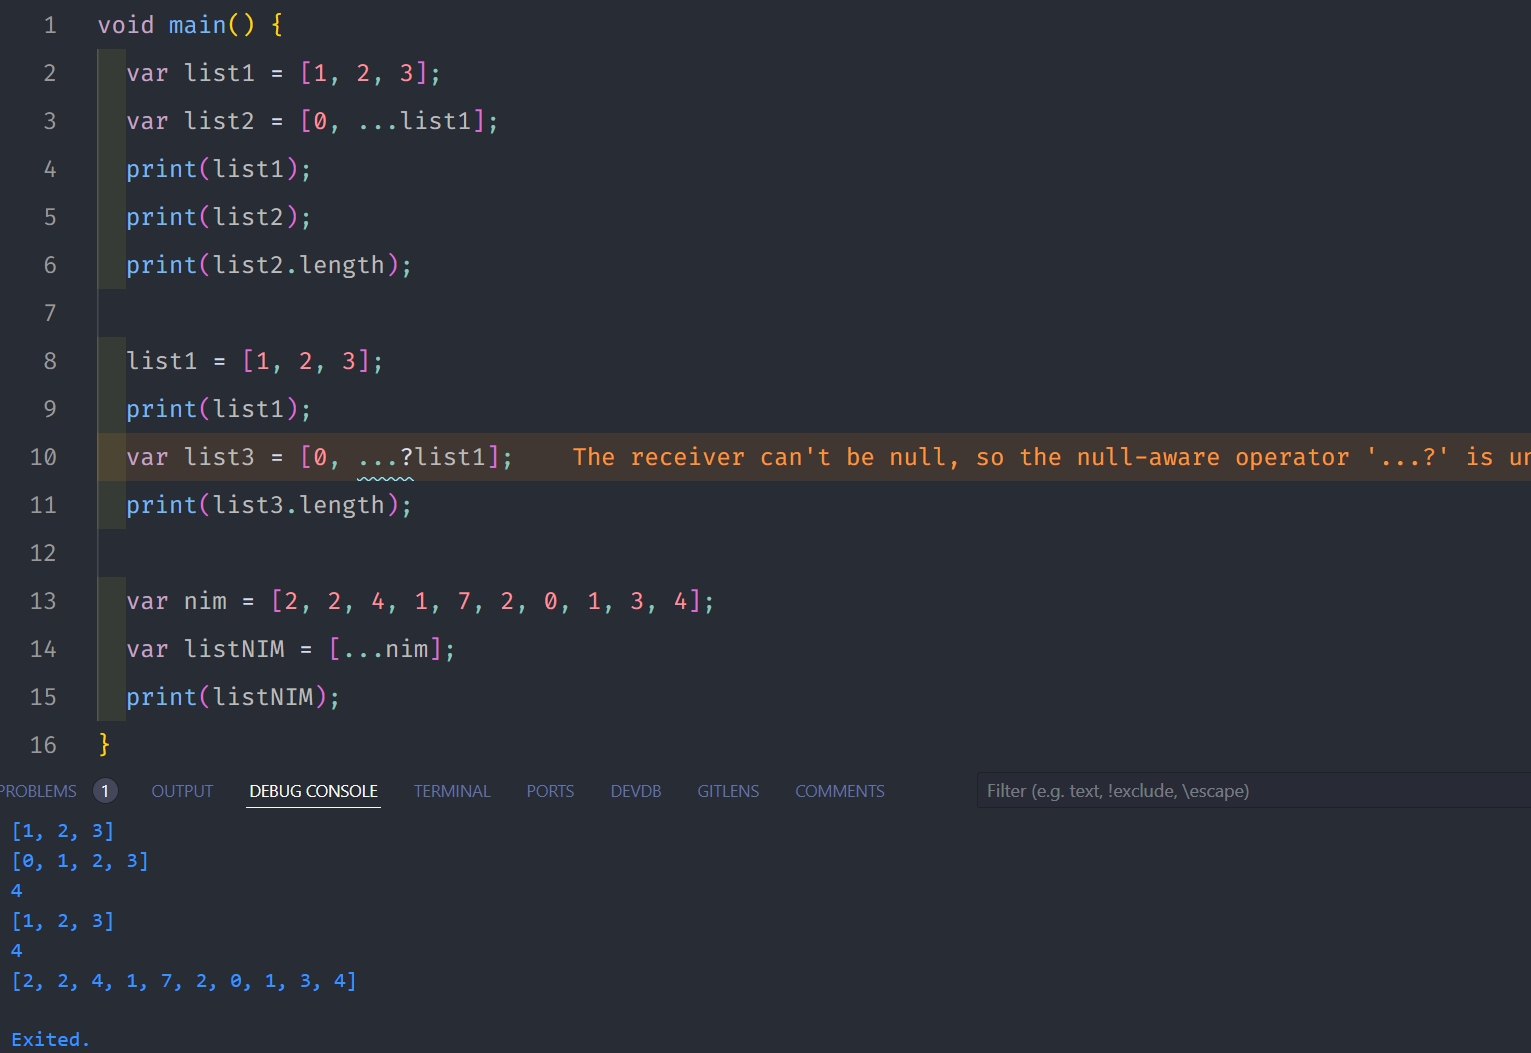 1 void main() {
2 var list1 = [1, 2, 3];
3 var list2 = [0, ...list1];
4 print(list1);
5 print(list2);
6 print(list2.length);
7
8 list1 = [1, 2, 3];
9 print(list1);
10 var list3 = [0, ...?list1]; The receiver can't be null, so the null-aware operator '...?' is un
11 print(list3.length);
12
13 var nim = [2, 2, 4, 1, 7, 2, 0, 1, 3, 4];
14 var listNIM = [...nim];
15 print(listNIM);
16 }
PROBLEMS 1 OUTPUT DEBUG CONSOLE TERMINAL PORTS DEVDB GITLENS COMMENTS Filter (e.g. text, !exclude, \escape)
[1, 2, 3]
[0, 1, 2, 3]
4
[1, 2, 3]
4
[2, 2, 4, 1, 7, 2, 0, 1, 3, 4]
Exited.